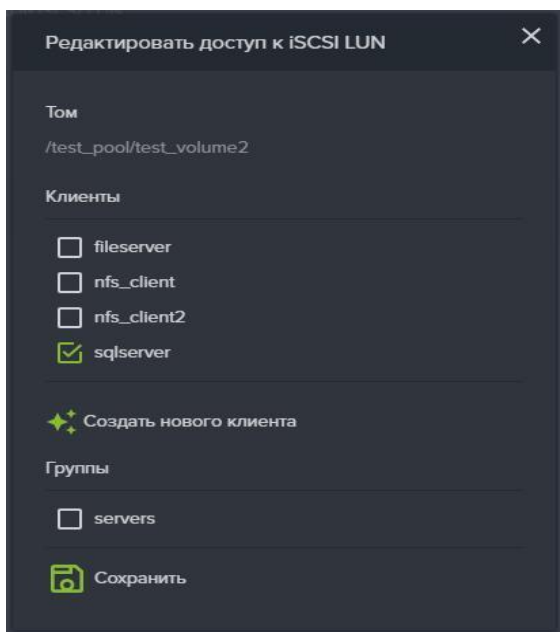 Редактировать доступ к iSCSI LUN
Том
/test_pool/test_volume2
Клиенты
fileserver
nfs_client
nfs_client2
sqlserver
Создать нового клиента
Группы
servers
Сохранить